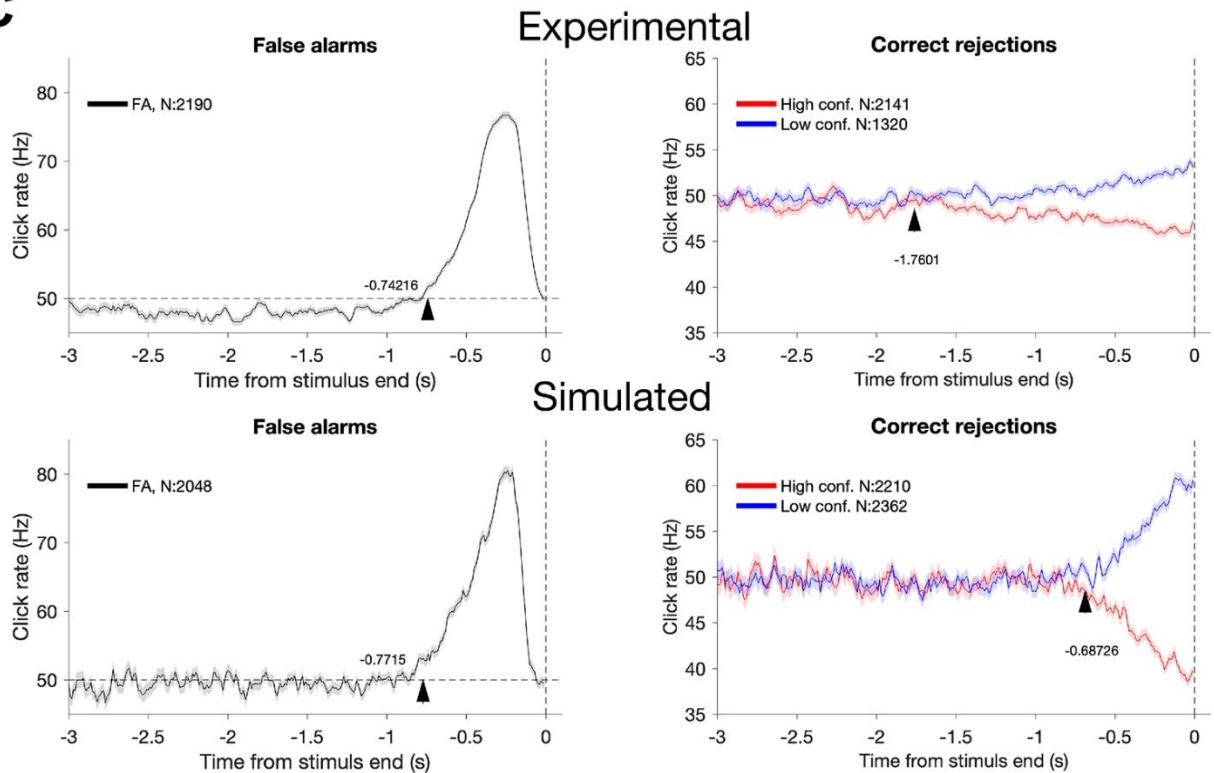 Experimental
False alarms
Click rate (Hz)
80
70
60
50
FA, N:2190
-0.74216
-3 -2.5 -2 -1.5 -1 -0.5 0
Time from stimulus end (s)
Correct rejections
Click rate (Hz)
65
60
55
50
45
40
35
High conf. N:2141
Low conf. N:1320
-1.7601
-3 -2.5 -2 -1.5 -1 -0.5 0
Time from stimulus end (s)
Simulated
False alarms
Click rate (Hz)
80
70
60
50
FA, N:2048
-0.7715
-3 -2.5 -2 -1.5 -1 -0.5 0
Time from stimuls end (s)
Correct rejections
Click rate (Hz)
65
60
55
50
45
40
35
High conf. N:2210
Low conf. N:2362
-0.68726
-3 -2.5 -2 -1.5 -1 -0.5 0
Time from stimuls end (s)